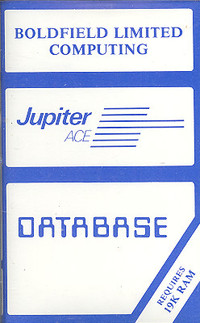 BOLDFIELD LIMITED
COMPUTING
Jupiter
ACE
DATABASE
REQUIRES
19K RAM